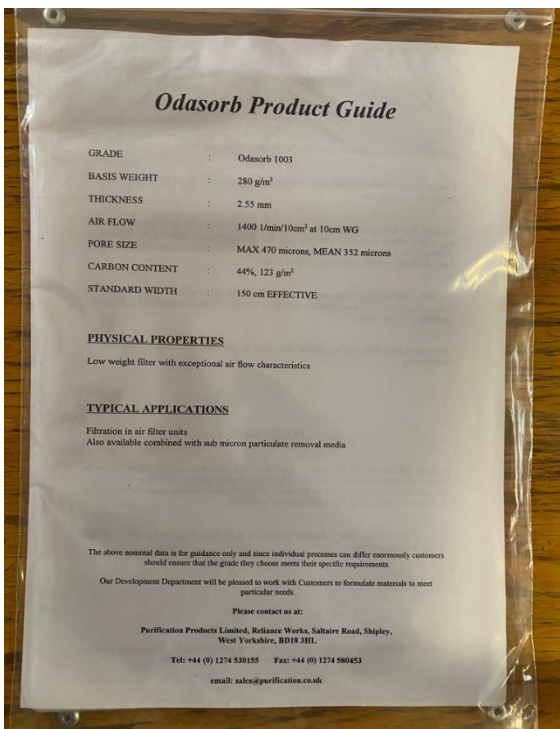 Odasorb Product Guide
GRADE : Odasorb 1003
BASIS WEIGHT : 280 g/m²
THICKNESS : 2.55 mm
AIR FLOW : 1400 l/min/10cm² at 10cm WG
PORE SIZE : MAX 470 microns, MEAN 352 microns
CARBON CONTENT : 44%, 123 g/m²
STANDARD WIDTH : 150 cm EFFECTIVE
PHYSICAL PROPERTIES
Low weight filter with exceptional air flow characteristics
TYPICAL APPLICATIONS
Filtration in air filter units
Also available combined with sub micron particulate removal media
The above nominal data is for guidance only and since individual processes can differ enormously customers
should ensure that the grade they choose meets their specific requirements.
Our Development Department will be pleased to work with Customers to formulate materials to meet
particular needs.
Please contact us at:
Purification Products Limited, Reliance Works, Saltaire Road, Shipley,
West Yorkshire, BD18 3HL
Tel: +44 (0) 1274 530155 Fax: +44 (0) 1274 580453
email: sales@purification.co.uk